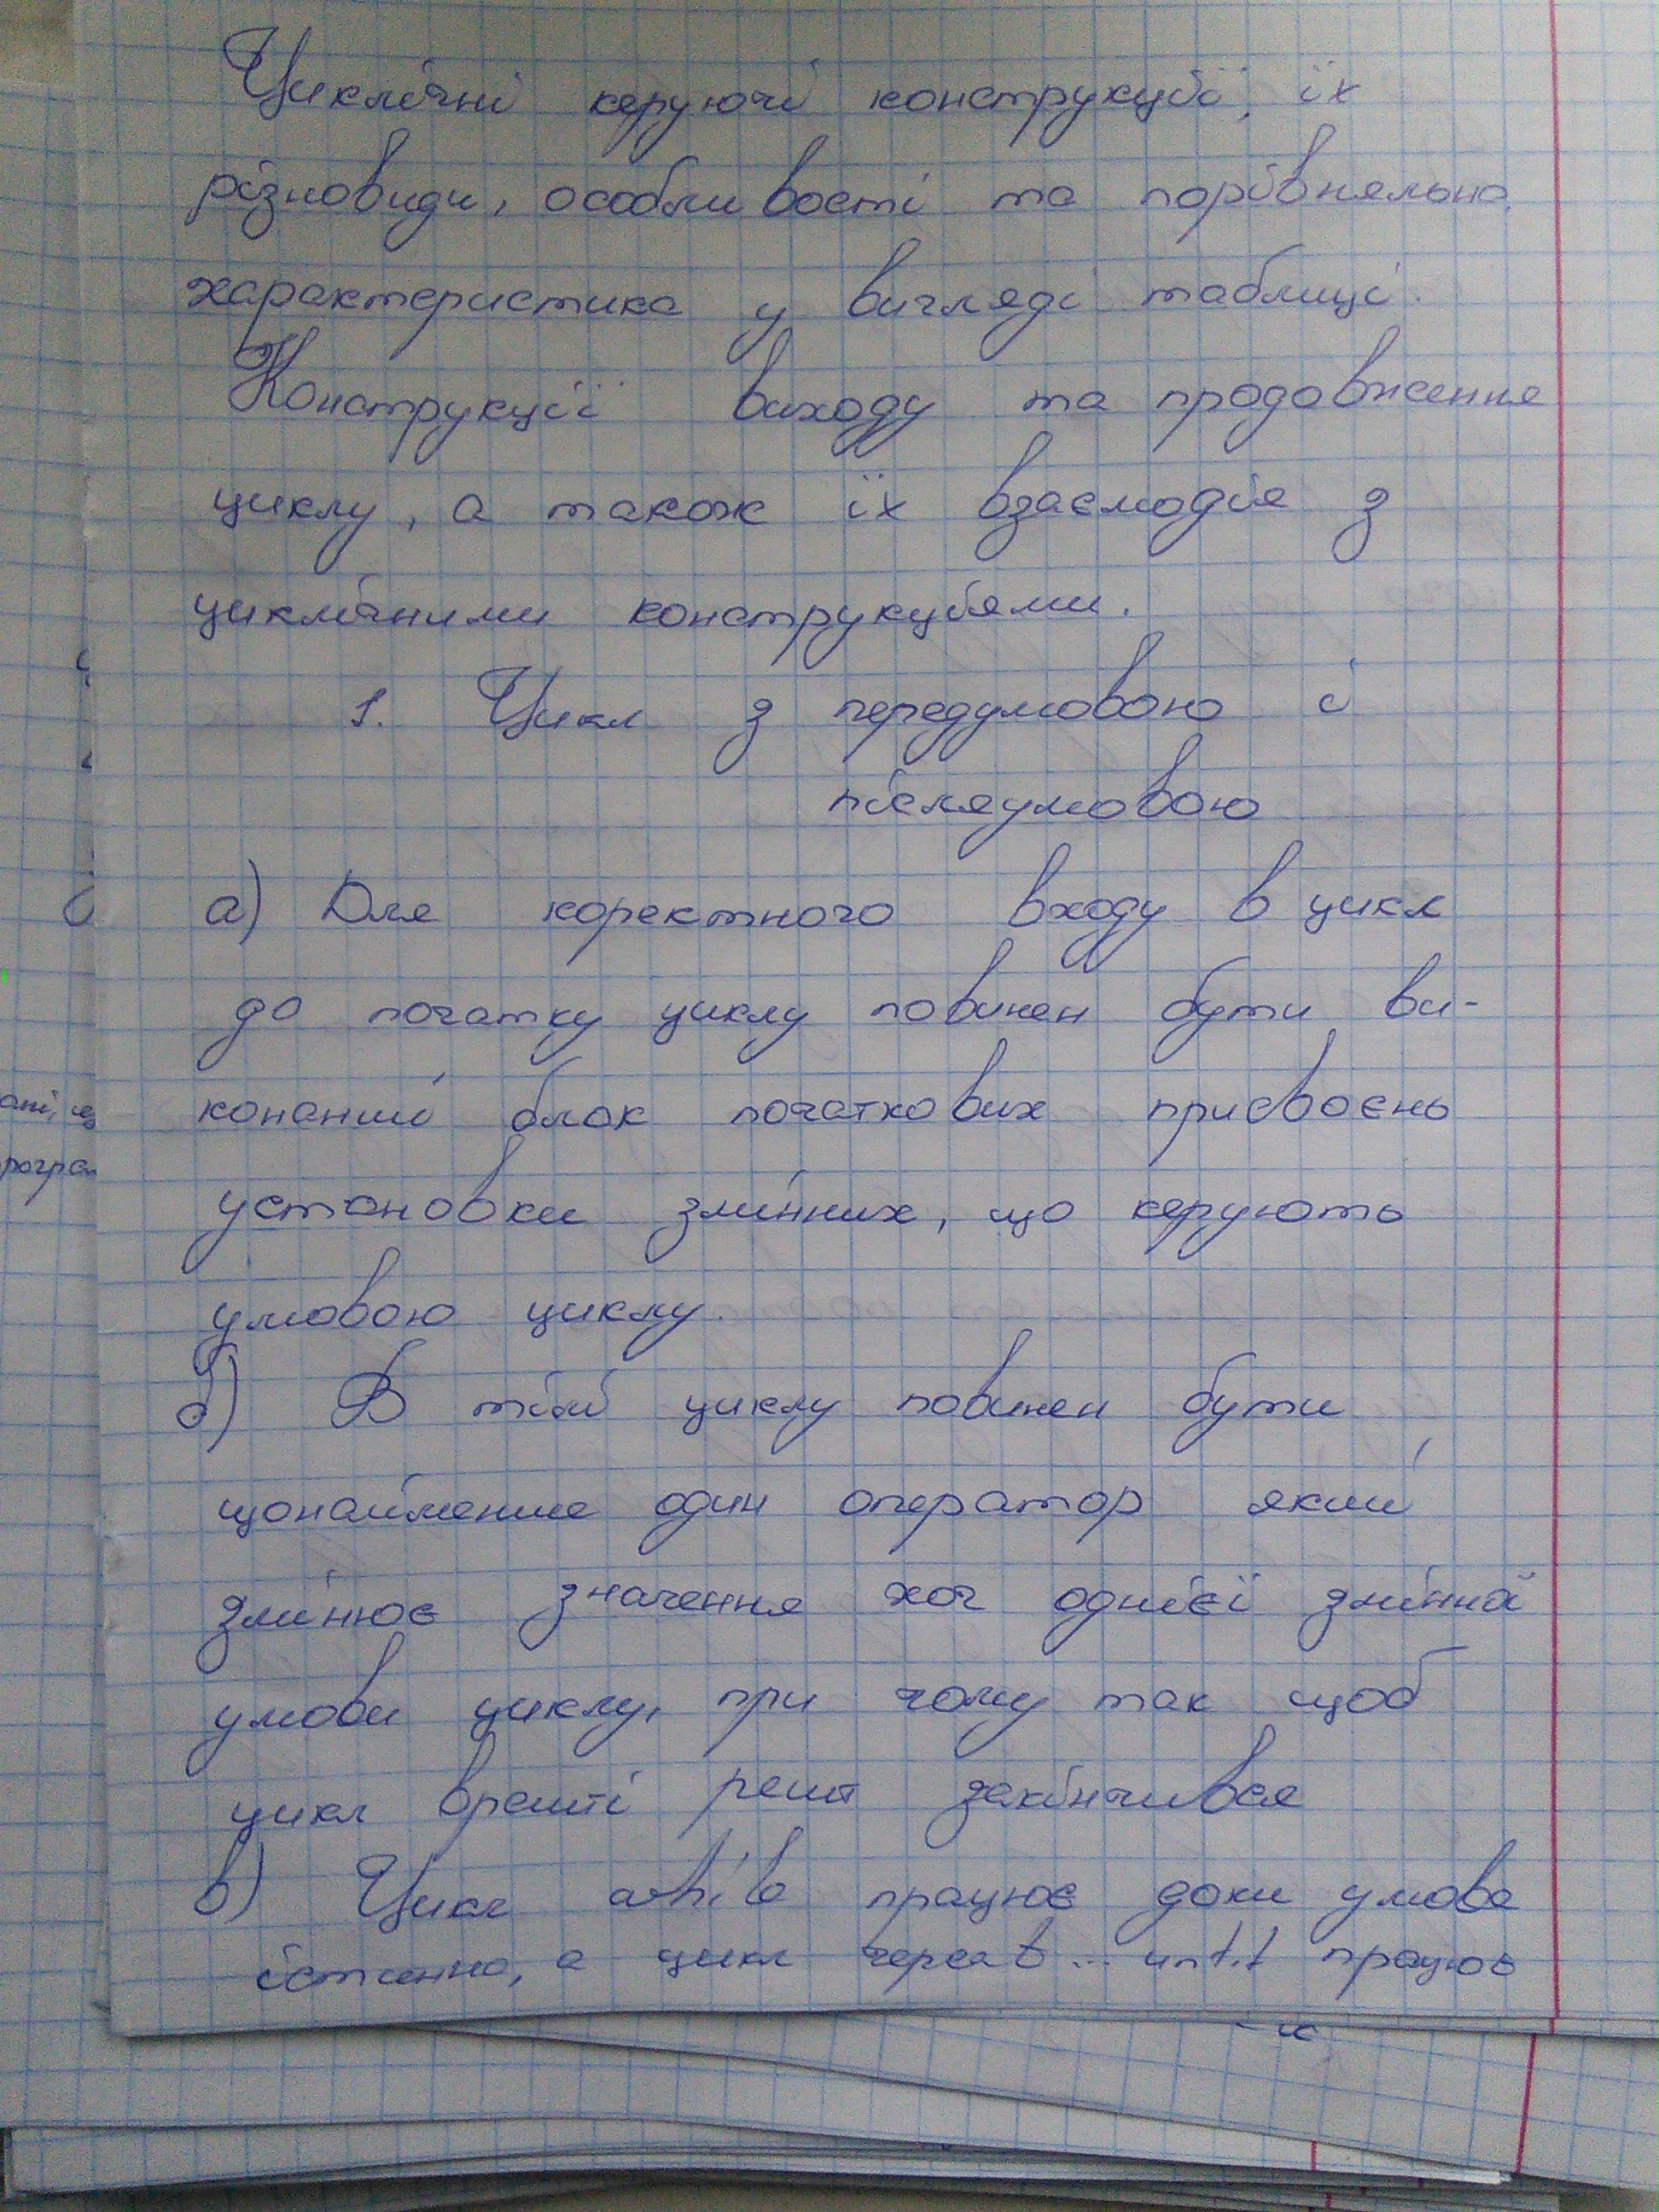 Циклічні керуючі конструкції, їх
різновиди, особливості та порівняльна
характеристика у вигляді таблиці.
Конструкції виходу та продовження
циклу, а також їх взаємодія з
циклічними конструкціями.
1. Цикл з передумовою і
післяумовою
а) Для коректного входу в цикл
до початку циклу повинен бути ви-
конаний блок початкових присвоєнь
установки змінних, що керують
умовою циклу.
б) В тілі циклу повинен бути
щонайменше один оператор який
змінює значення хоч однієї змінної
умови циклу, при чому так щоб
цикл врешті решт закінчився
в) Цикл while працює доки умова
істинна, а цикл repeat... until працює